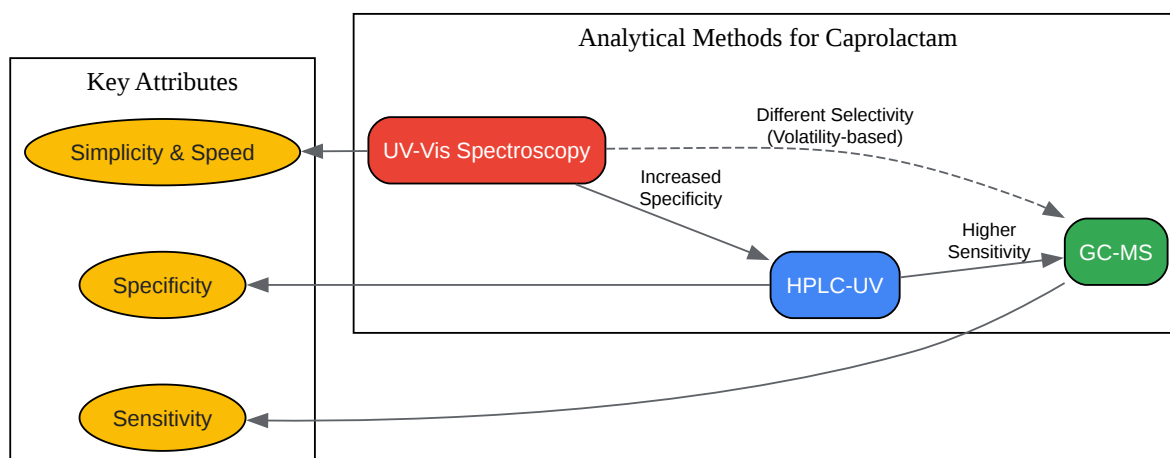 Analytical Methods for Caprolactam
Key Attributes
Simplicity & Speed
UV-Vis Spectroscopy
Different Selectivity
(Volatility-based)
Increased
Specificity
Higher
Sensitivity
GC-MS
Specificity
HPLC-UV
Sensitivity